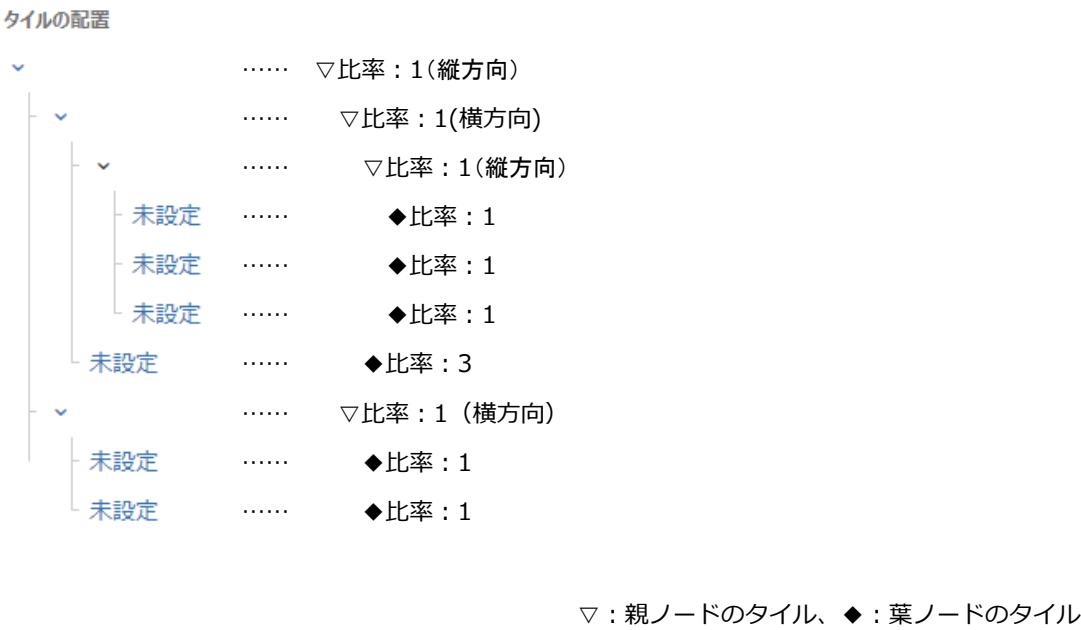 タイルの配置
…… ▽比率：1（縦方向）
…… ▽比率：1(横方向)
…… ▽比率：1（縦方向）
未設定 …… ◆比率：1
未設定 …… ◆比率：1
未設定 …… ◆比率：1
未設定 …… ◆比率：3
…… ▽比率：1（横方向）
未設定 …… ◆比率：1
未設定 …… ◆比率：1
▽：親ノードのタイル、◆：葉ノードのタイル